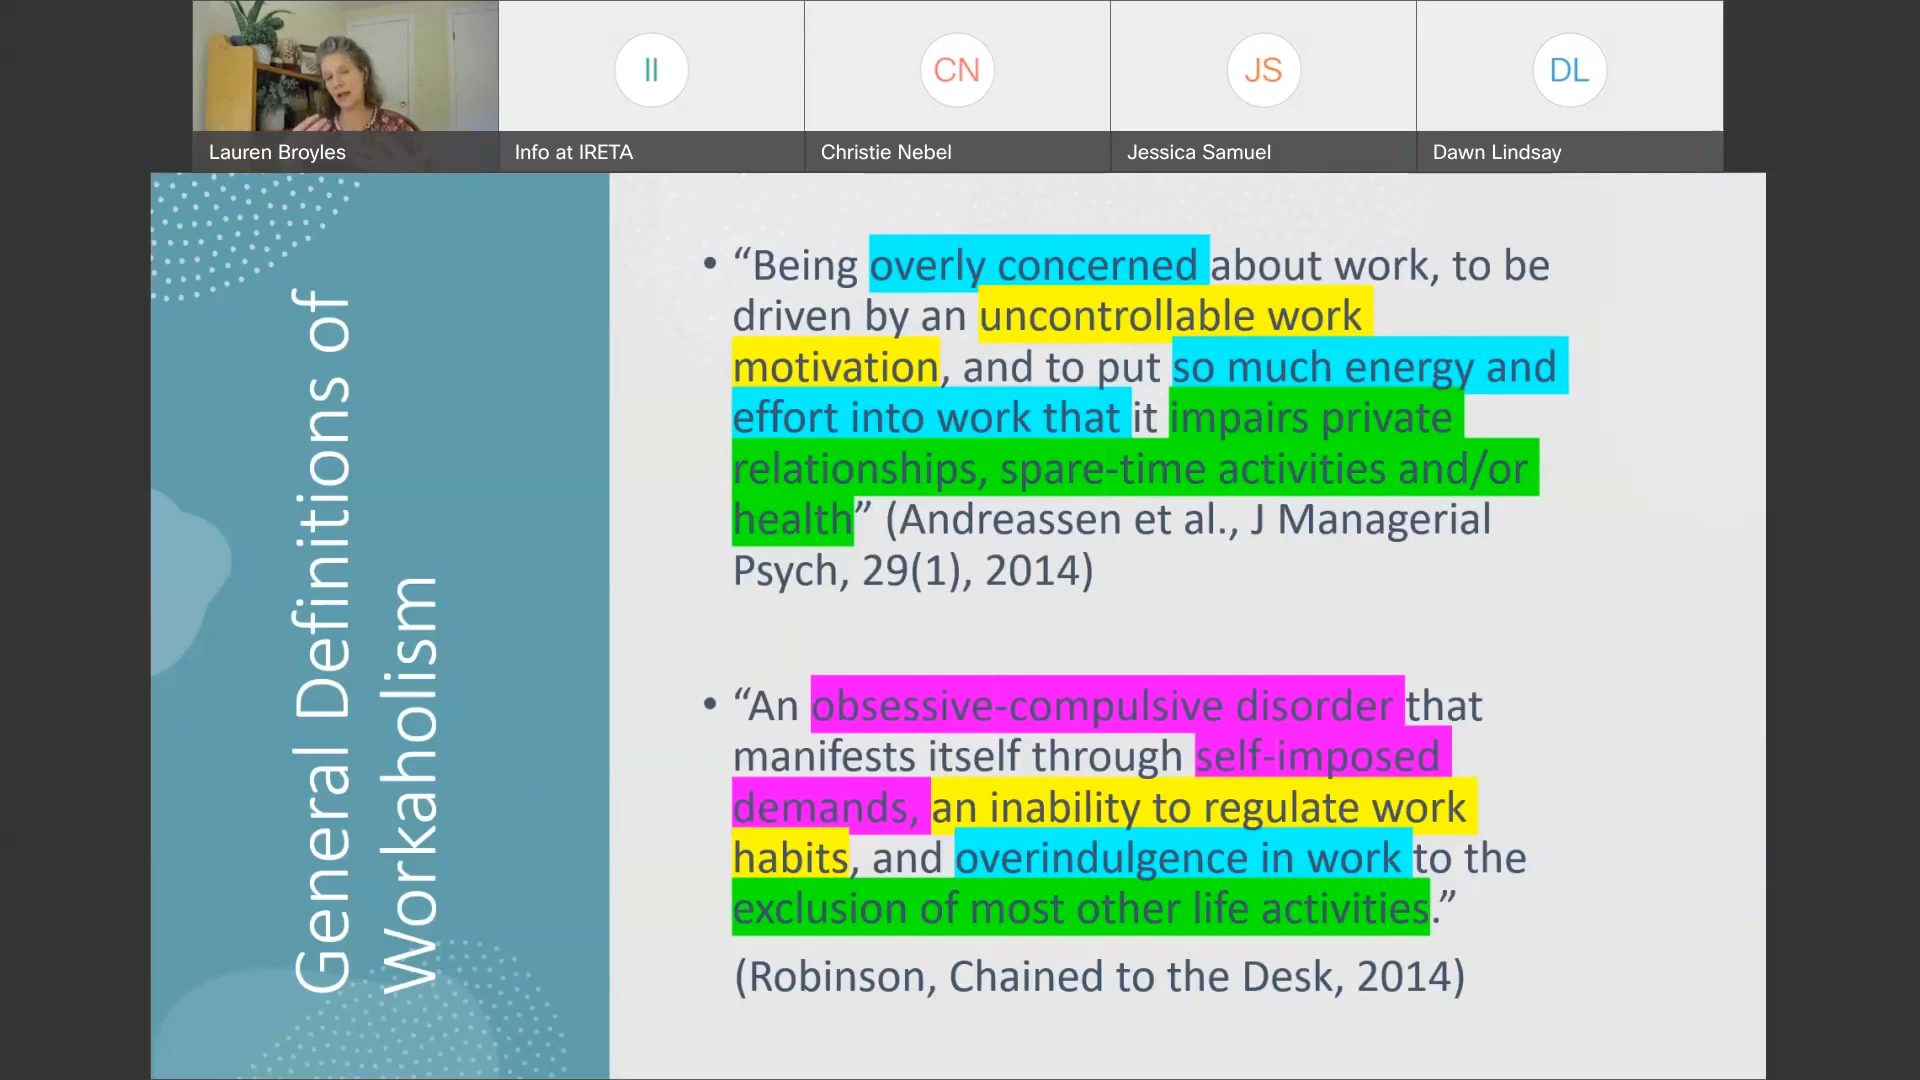 II
CN
JS
DL
Lauren Broyles
Info at IRETA
Christie Nebel
Jessica Samuel
Dawn Lindsay
General Definitions of
Workaholism
• “Being overly concerned about work, to be
driven by an uncontrollable work
motivation, and to put so much energy and
effort into work that it impairs private
relationships, spare-time activities and/or
health” (Andreassen et al., J Managerial
Psych, 29(1), 2014)
• “An obsessive-compulsive disorder that
manifests itself through self-imposed
demands, an inability to regulate work
habits, and overindulgence in work to the
exclusion of most other life activities.”
(Robinson, Chained to the Desk, 2014)